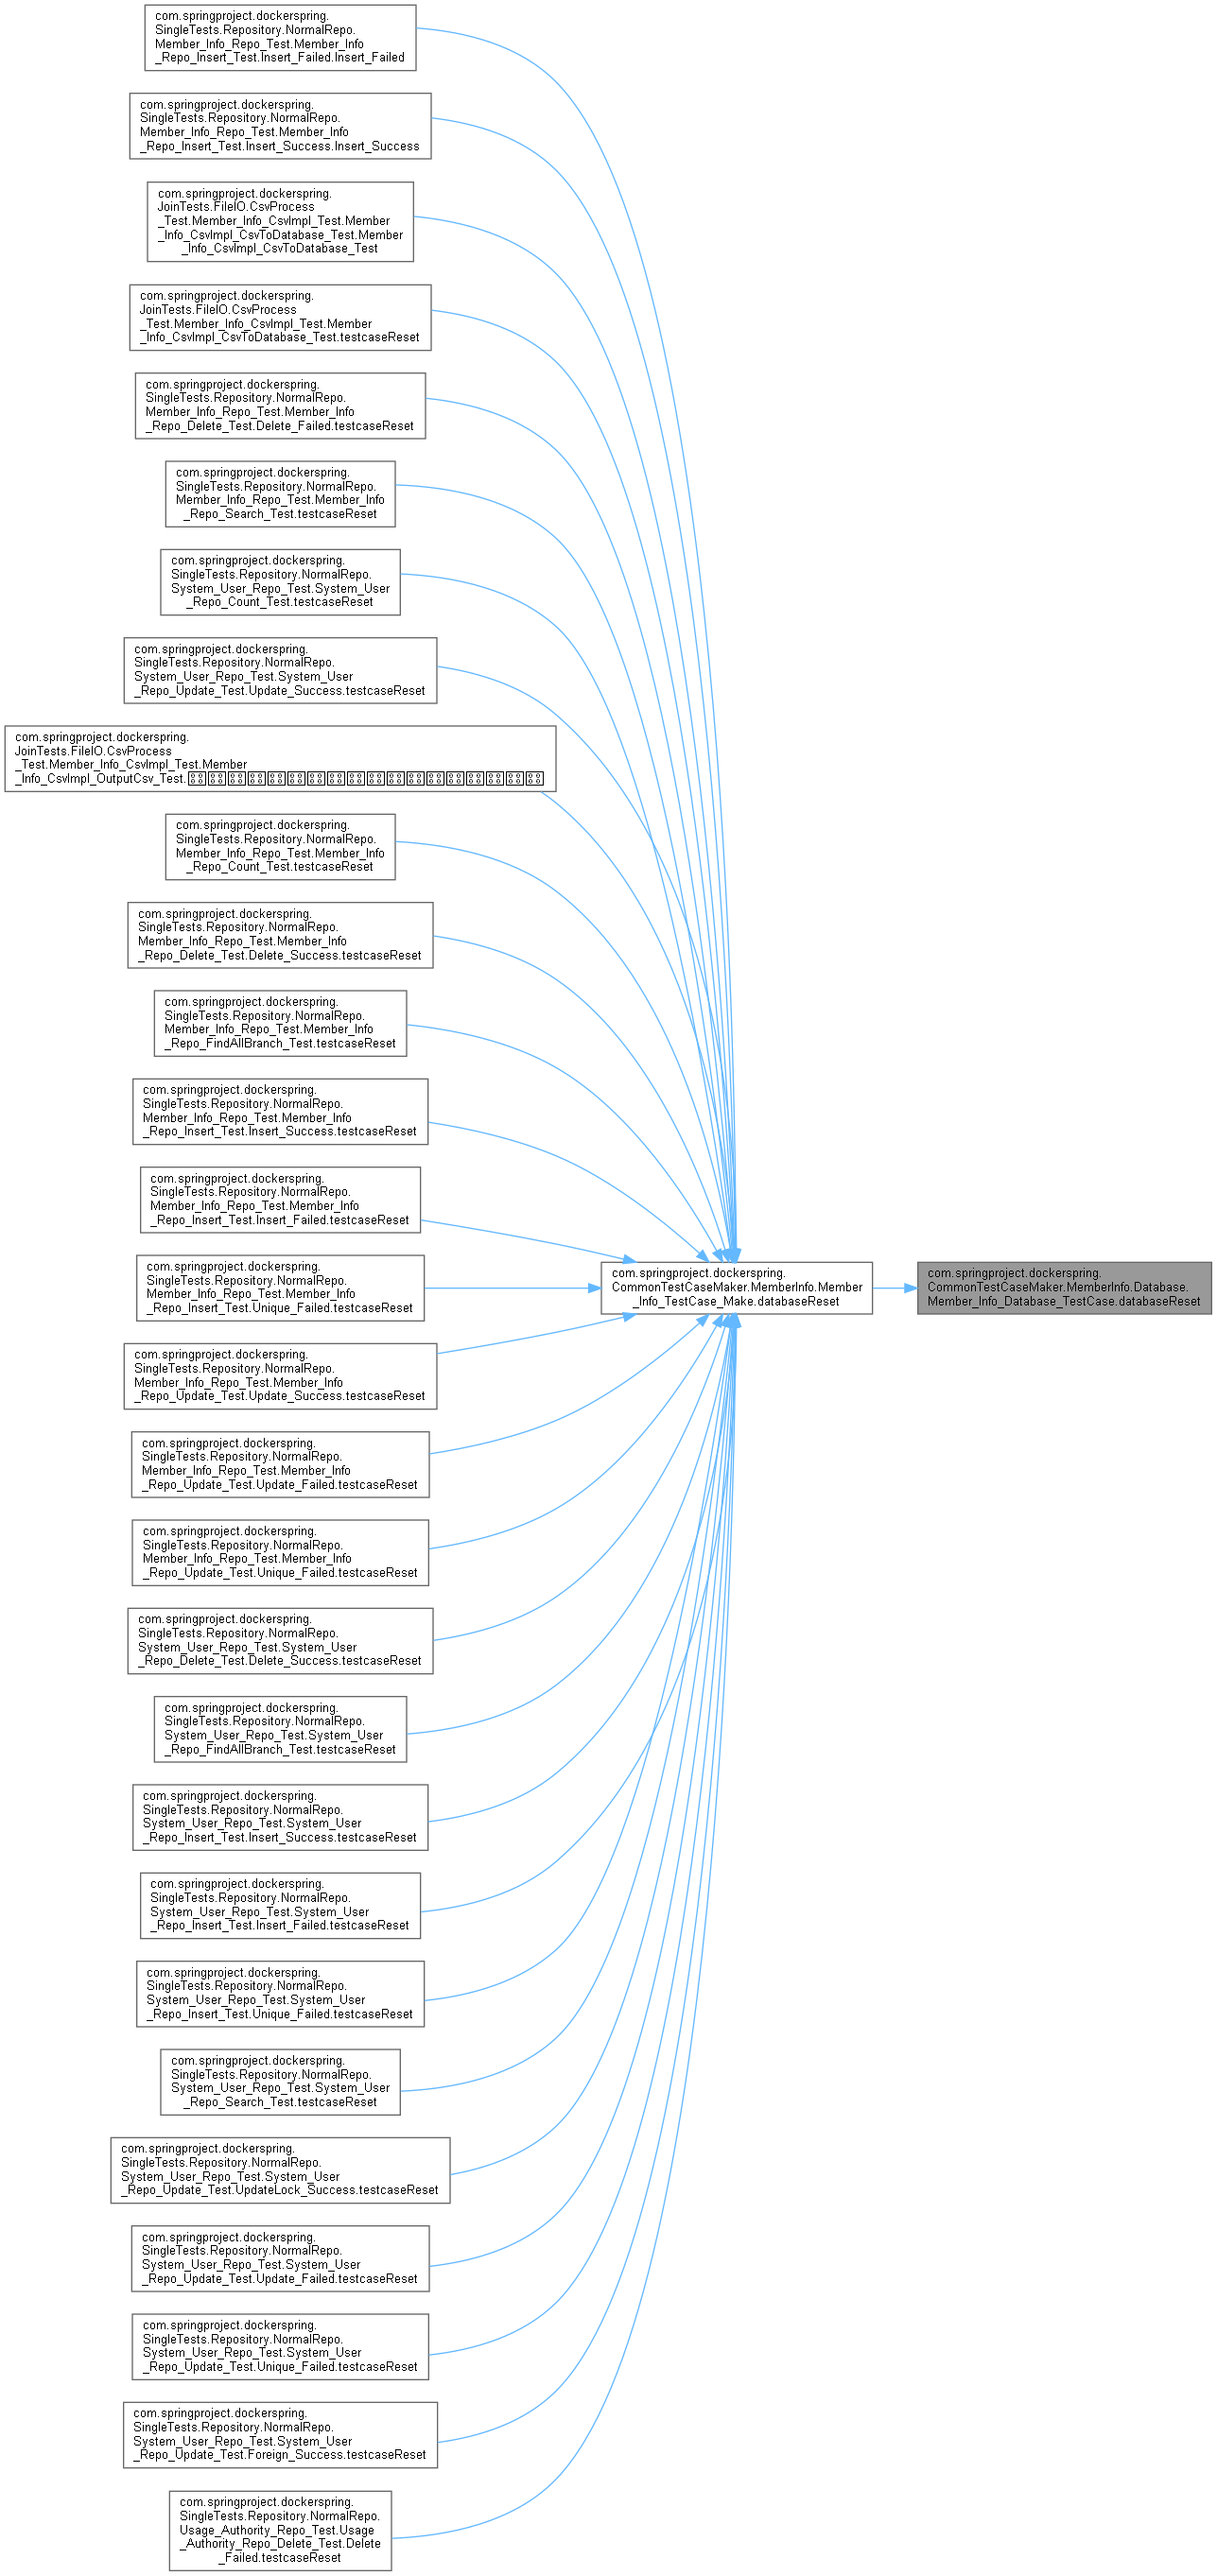 com.springproject.dockerspring.
SingleTests.Repository.NormalRepo.
Member_Info_Repo_Test.Member_Info
_Repo_Insert_Test.Insert_Failed.Insert_Failed
com.springproject.dockerspring.
SingleTests.Repository.NormalRepo.
Member_Info_Repo_Test.Member_Info
_Repo_Insert_Test.Insert_Success.Insert_Success
com.springproject.dockerspring.
JoinTests.FileIO.CsvProcess
_Test.Member_Info_CsvImpl_Test.Member
_Info_CsvImpl_CsvToDatabase_Test.Member
_Info_CsvImpl_CsvToDatabase_Test
com.springproject.dockerspring.
JoinTests.FileIO.CsvProcess
_Test.Member_Info_CsvImpl_Test.Member
_Info_CsvImpl_CsvToDatabase_Test.testcaseReset
com.springproject.dockerspring.
SingleTests.Repository.NormalRepo.
Member_Info_Repo_Test.Member_Info
_Repo_Delete_Test.Delete_Failed.testcaseReset
com.springproject.dockerspring.
SingleTests.Repository.NormalRepo.
Member_Info_Repo_Test.Member_Info
_Repo_Search_Test.testcaseReset
com.springproject.dockerspring.
SingleTests.Repository.NormalRepo.
System_User_Repo_Test.System_User
_Repo_Count_Test.testcaseReset
com.springproject.dockerspring.
SingleTests.Repository.NormalRepo.
System_User_Repo_Test.System_User
_Repo_Update_Test.Update_Success.testcaseReset
com.springproject.dockerspring.
JoinTests.FileIO.CsvProcess
_Test.Member_Info_CsvImpl_Test.Member
_Info_CsvImpl_OutputCsv_Test.
com.springproject.dockerspring.
SingleTests.Repository.NormalRepo.
Member_Info_Repo_Test.Member_Info
_Repo_Count_Test.testcaseReset
com.springproject.dockerspring.
SingleTests.Repository.NormalRepo.
Member_Info_Repo_Test.Member_Info
_Repo_Delete_Test.Delete_Success.testcaseReset
com.springproject.dockerspring.
SingleTests.Repository.NormalRepo.
Member_Info_Repo_Test.Member_Info
_Repo_FindAllBranch_Test.testcaseReset
com.springproject.dockerspring.
SingleTests.Repository.NormalRepo.
Member_Info_Repo_Test.Member_Info
_Repo_Insert_Test.Insert_Success.testcaseReset
com.springproject.dockerspring.
SingleTests.Repository.NormalRepo.
Member_Info_Repo_Test.Member_Info
_Repo_Insert_Test.Insert_Failed.testcaseReset
com.springproject.dockerspring.
SingleTests.Repository.NormalRepo.
Member_Info_Repo_Test.Member_Info
_Repo_Insert_Test.Unique_Failed.testcaseReset
com.springproject.dockerspring.
CommonTestCaseMaker.MemberInfo.Member
_Info_TestCase_Make.databaseReset
com.springproject.dockerspring.
CommonTestCaseMaker.MemberInfo.Database.
Member_Info_Database_TestCase.databaseReset
com.springproject.dockerspring.
SingleTests.Repository.NormalRepo.
Member_Info_Repo_Test.Member_Info
_Repo_Update_Test.Update_Success.testcaseReset
com.springproject.dockerspring.
SingleTests.Repository.NormalRepo.
Member_Info_Repo_Test.Member_Info
_Repo_Update_Test.Update_Failed.testcaseReset
com.springproject.dockerspring.
SingleTests.Repository.NormalRepo.
Member_Info_Repo_Test.Member_Info
_Repo_Update_Test.Unique_Failed.testcaseReset
com.springproject.dockerspring.
SingleTests.Repository.NormalRepo.
System_User_Repo_Test.System_User
_Repo_Delete_Test.Delete_Success.testcaseReset
com.springproject.dockerspring.
SingleTests.Repository.NormalRepo.
System_User_Repo_Test.System_User
_Repo_FindAllBranch_Test.testcaseReset
com.springproject.dockerspring.
SingleTests.Repository.NormalRepo.
System_User_Repo_Test.System_User
_Repo_Insert_Test.Insert_Success.testcaseReset
com.springproject.dockerspring.
SingleTests.Repository.NormalRepo.
System_User_Repo_Test.System_User
_Repo_Insert_Test.Insert_Failed.testcaseReset
com.springproject.dockerspring.
SingleTests.Repository.NormalRepo.
System_User_Repo_Test.System_User
_Repo_Insert_Test.Unique_Failed.testcaseReset
com.springproject.dockerspring.
SingleTests.Repository.NormalRepo.
System_User_Repo_Test.System_User
_Repo_Search_Test.testcaseReset
com.springproject.dockerspring.
SingleTests.Repository.NormalRepo.
System_User_Repo_Test.System_User
_Repo_Update_Test.UpdateLock_Success.testcaseReset
com.springproject.dockerspring.
SingleTests.Repository.NormalRepo.
System_User_Repo_Test.System_User
_Repo_Update_Test.Update_Failed.testcaseReset
com.springproject.dockerspring.
SingleTests.Repository.NormalRepo.
System_User_Repo_Test.System_User
_Repo_Update_Test.Unique_Failed.testcaseReset
com.springproject.dockerspring.
SingleTests.Repository.NormalRepo.
System_User_Repo_Test.System_User
_Repo_Update_Test.Foreign_Success.testcaseReset
com.springproject.dockerspring.
SingleTests.Repository.NormalRepo.
Usage_Authority_Repo_Test.Usage
_Authority_Repo_Delete_Test.Delete
_Failed.testcaseReset